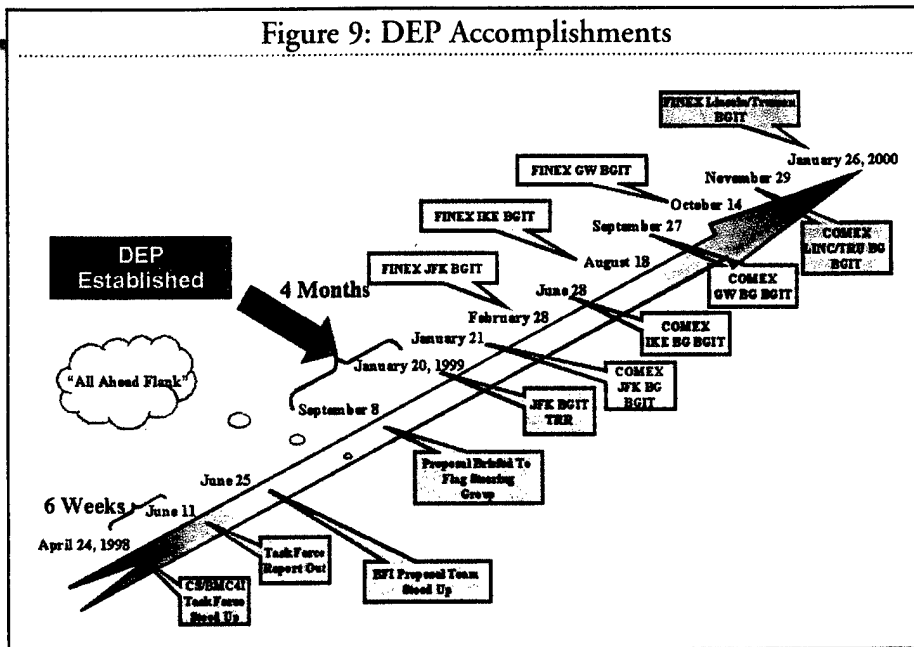 Figure 9: DEP Accomplishments
FINEX Lincoln/Truman
BGIT
January 26, 2000
FINEX GW BGIT
November 29
October 14
FINEX IKE BGIT
September 27
COMEX
LINC/TRU BG
BGIT
DEP
Established
FINEX JFK BGIT
August 18
COMEX
GW BG BGIT
4 Months
June 28
February 28
COMEX
IKE BG BGIT
January 21
"All Ahead Flank"
January 20, 1999
COMEX
JFK BG
BGIT
September 8
JFK BGIT
TRR
Proposal Briefed To
Flag Steering
Group
June 25
6 Weeks
June 11
April 24, 1998
Task Force
Report Out
BFI Proposal Team
Stood Up
CS/BMC4I
Task Force
Stood Up